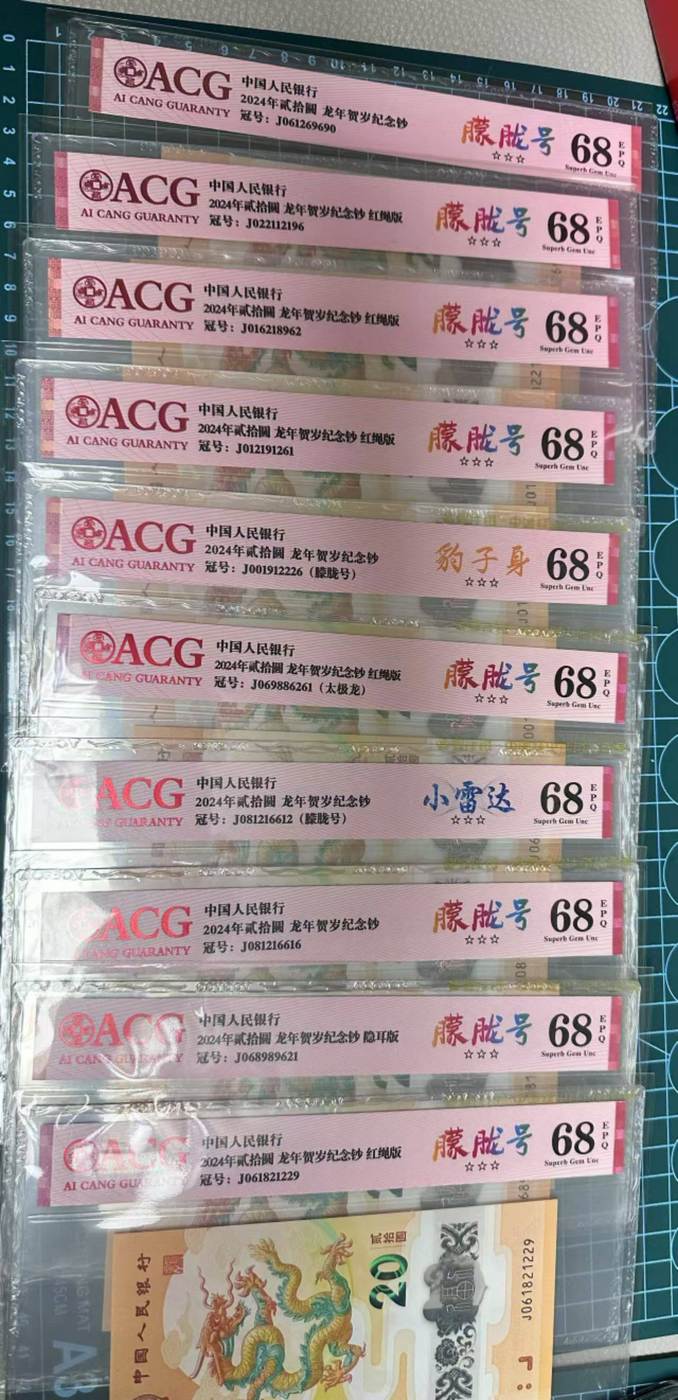 ACG
AI CANG GUARANTY
中国人民银行
2024年贰拾圆 龙年贺岁纪念钞
冠号：J061269690
朦胧号
☆☆☆
68
EPQ
Superb Gem Unc
ACG
AI CANG GUARANTY
中国人民银行
2024年贰拾圆 龙年贺岁纪念钞 红绳版
冠号：J022112196
朦胧号
☆☆☆
68
EPQ
Superb Gem Unc
ACG
AI CANG GUARANTY
中国人民银行
2024年贰拾圆 龙年贺岁纪念钞 红绳版
冠号：J016218962
朦胧号
☆☆☆
68
EPQ
Superb Gem Unc
ACG
AI CANG GUARANTY
中国人民银行
2024年贰拾圆 龙年贺岁纪念钞 红绳版
冠号：J012191261
朦胧号
☆☆☆
68
EPQ
Superb Gem Unc
ACG
AI CANG GUARANTY
中国人民银行
2024年贰拾圆 龙年贺岁纪念钞
冠号：J001912226（朦胧号）
豹子身
☆☆☆
68
EPQ
Superb Gem Unc
ACG
AI CANG GUARANTY
中国人民银行
2024年贰拾圆 龙年贺岁纪念钞 红绳版
冠号：J069886261（太极龙）
朦胧号
☆☆☆
68
EPQ
Superb Gem Unc
ACG
GUARANTY
中国人民银行
2024年贰拾圆 龙年贺岁纪念钞
冠号：J081216612（朦胧号）
小雷达
☆☆☆
68
EPQ
Superb Gem Unc
ACG
GUARANTY
中国人民银行
2024年贰拾圆 龙年贺岁纪念钞
冠号：J081216616
朦胧号
☆☆☆
68
EPQ
Superb Gem Unc
ACG
AI CANG GUARANTY
中国人民银行
2024年贰拾圆 龙年贺岁纪念钞 隐耳版
冠号：J068989621
朦胧号
☆☆☆
68
EPQ
Superb Gem Unc
ACG
AI CANG GUARANTY
中国人民银行
2024年贰拾圆 龙年贺岁纪念钞 红绳版
冠号：J061821229
朦胧号
☆☆☆
68
EPQ
Superb Gem Unc
中国人民银行
贰拾圆
20
J061821229
A3